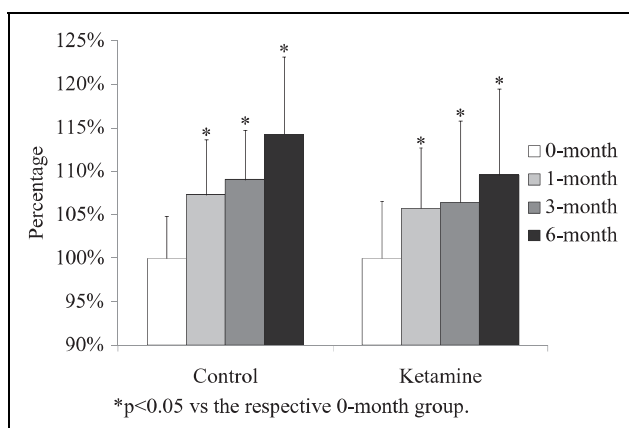 125%
120%
115%
110%
105%
100%
95%
90%
Percentage
* * *
* * *
0-month
1-month
3-month
6-month
Control Ketamine
*p<0.05 vs the respective 0-month group.